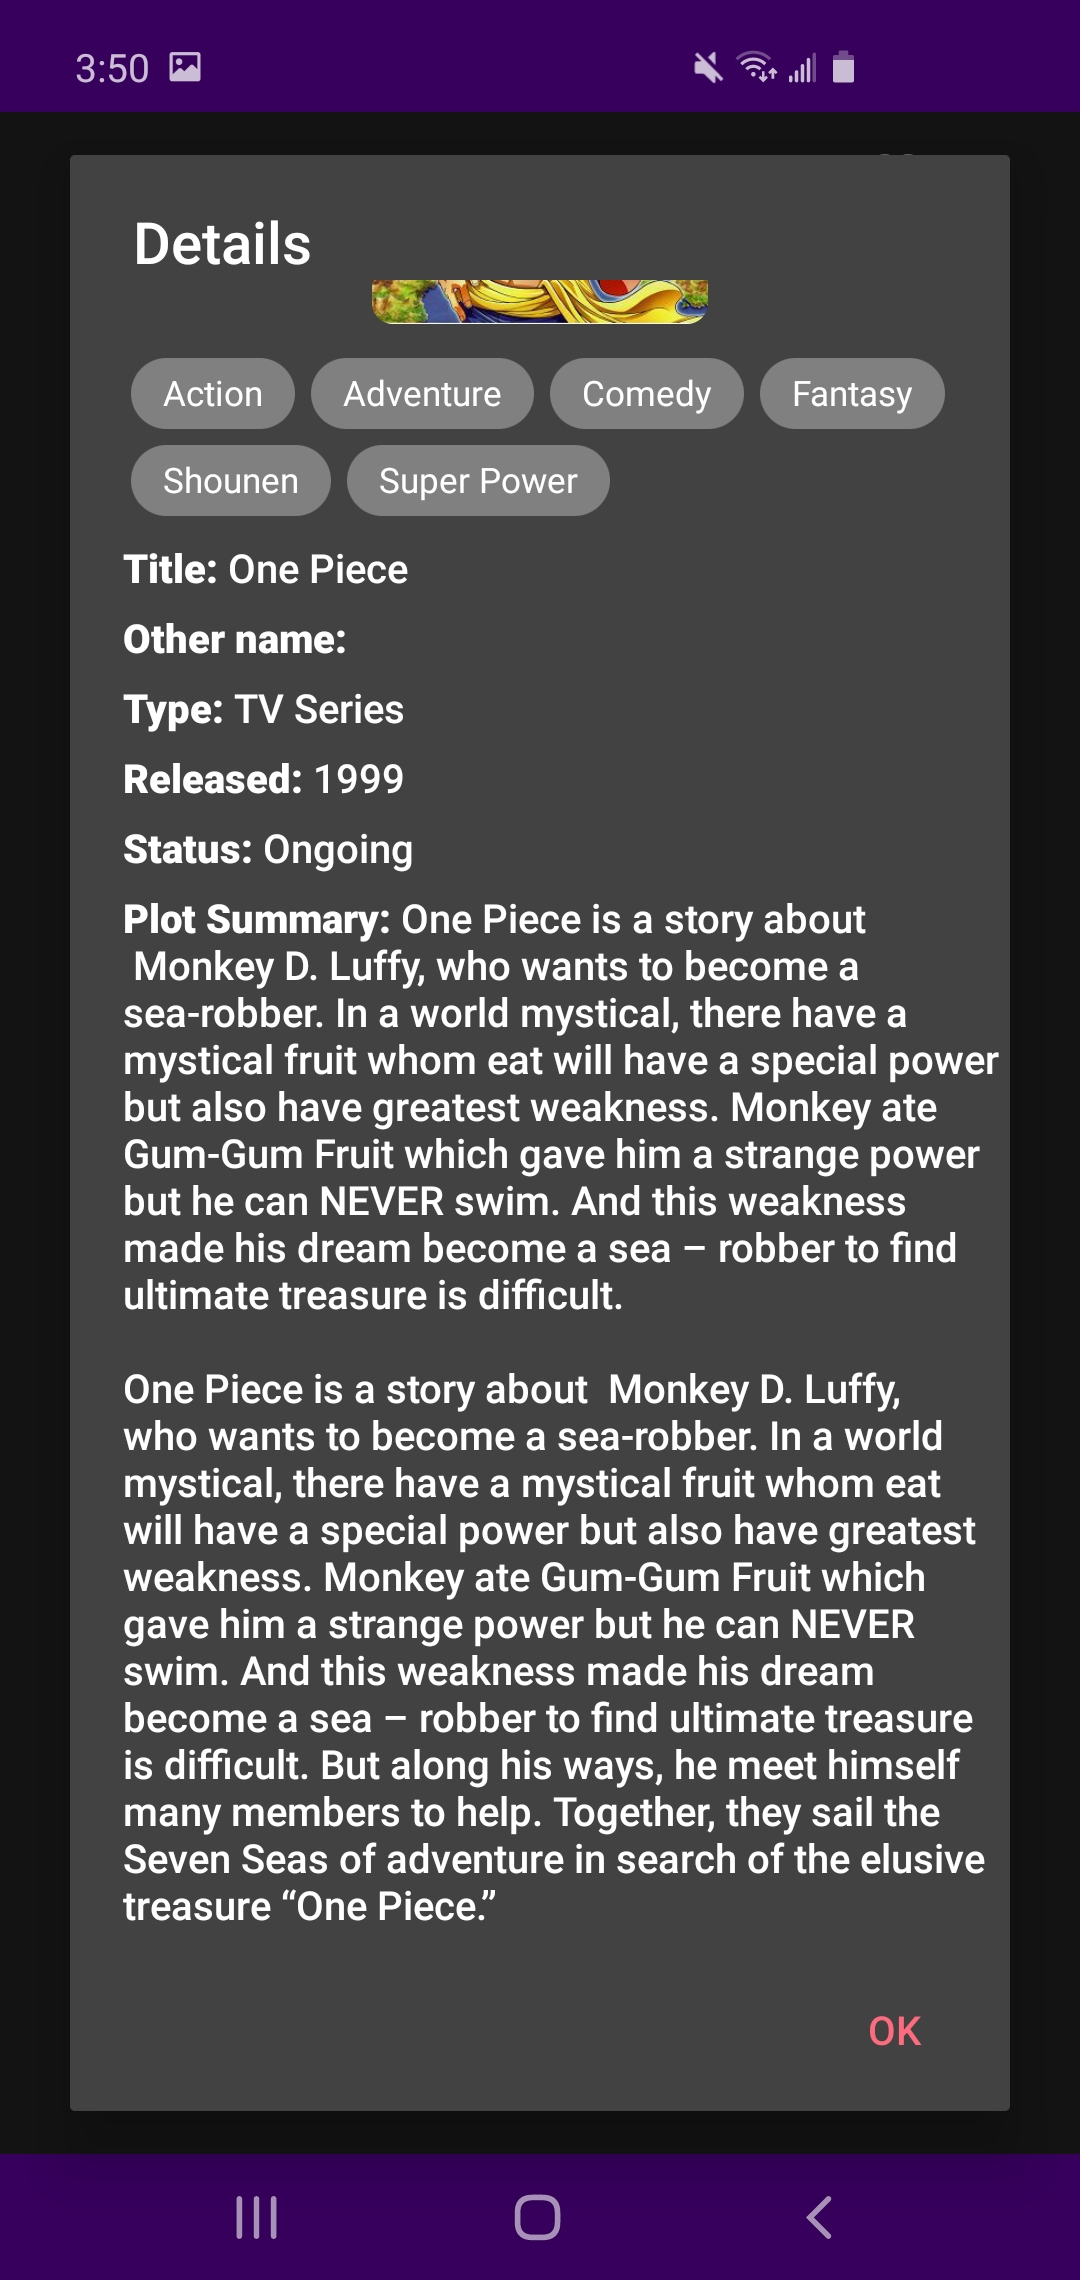 3:50
Details
Action Adventure Comedy Fantasy
Shounen Super Power
Title: One Piece
Other name:
Type: TV Series
Released: 1999
Status: Ongoing
Plot Summary: One Piece is a story about
Monkey D. Luffy, who wants to become a
sea-robber. In a world mystical, there have a
mystical fruit whom eat will have a special power
but also have greatest weakness. Monkey ate
Gum-Gum Fruit which gave him a strange power
but he can NEVER swim. And this weakness
made his dream become a sea – robber to find
ultimate treasure is difficult.
One Piece is a story about  Monkey D. Luffy,
who wants to become a sea-robber. In a world
mystical, there have a mystical fruit whom eat
will have a special power but also have greatest
weakness. Monkey ate Gum-Gum Fruit which
gave him a strange power but he can NEVER
swim. And this weakness made his dream
become a sea – robber to find ultimate treasure
is difficult. But along his ways, he meet himself
many members to help. Together, they sail the
Seven Seas of adventure in search of the elusive
treasure “One Piece.”
OK